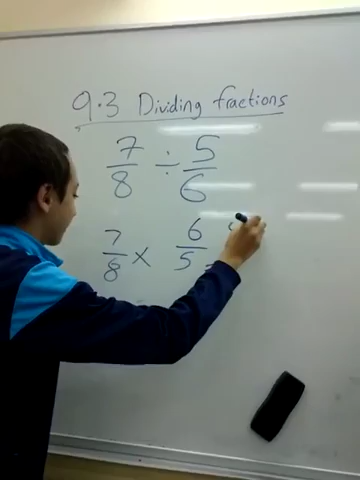 9.3 Dividing fractions
7/8 ÷ 5/6
7/8 × 6/5 =